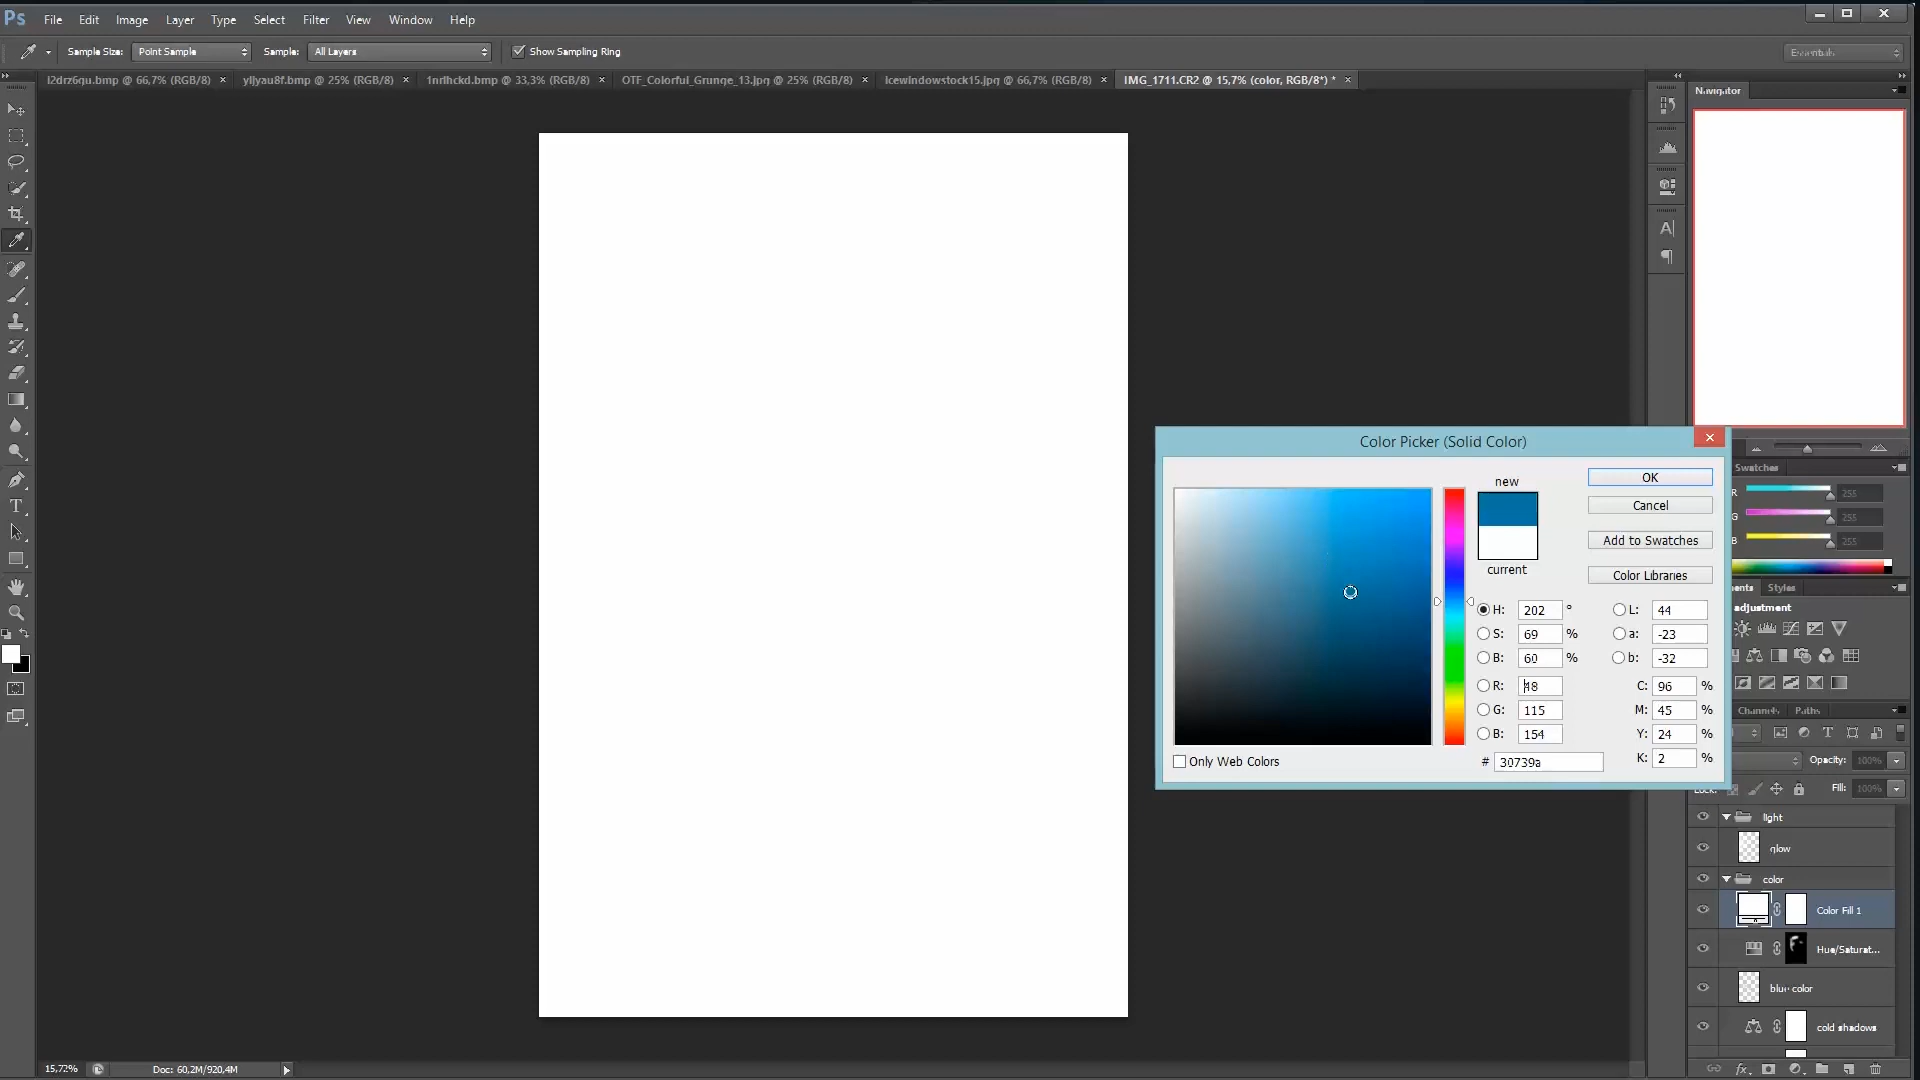 Ps File Edit Image Layer Type Select Filter View Window Help
Sample Size: Point Sample Sample: All Layers Show Sampling Ring Essentials
i2drz6qu.bmp @ 66,7% (RGB/8) × yljyau8f.bmp @ 25% (RGB/8) × 1nrlhckd.bmp @ 33,3% (RGB/8) × OTF_Colorful_Grunge_13.jpg @ 25% (RGB/8) × icewindowstock15.jpg @ 66,7% (RGB/8) × IMG_1711.CR2 @ 15,7% (color, RGB/8*) * ×
Navigator
Color Picker (Solid Color)
Swatches
new
OK
R 255
Cancel
G 255
Add to Swatches
B 255
current
Color Libraries
Styles
adjustment
H: 202 °
L: 44
S: 69 %
a: -23
B: 60 %
b: -32
R: 48
C: 96 %
G: 115
M: 45 %
Channels Paths
B: 154
Y: 24 %
Only Web Colors
# 30739a
K: 2 %
Opacity: 100%
Lock: Fill: 100%
light
glow
color
Color Fill 1
Hue/Saturat...
blue color
cold shadows
15,72% Doc: 60,2M/920,4M